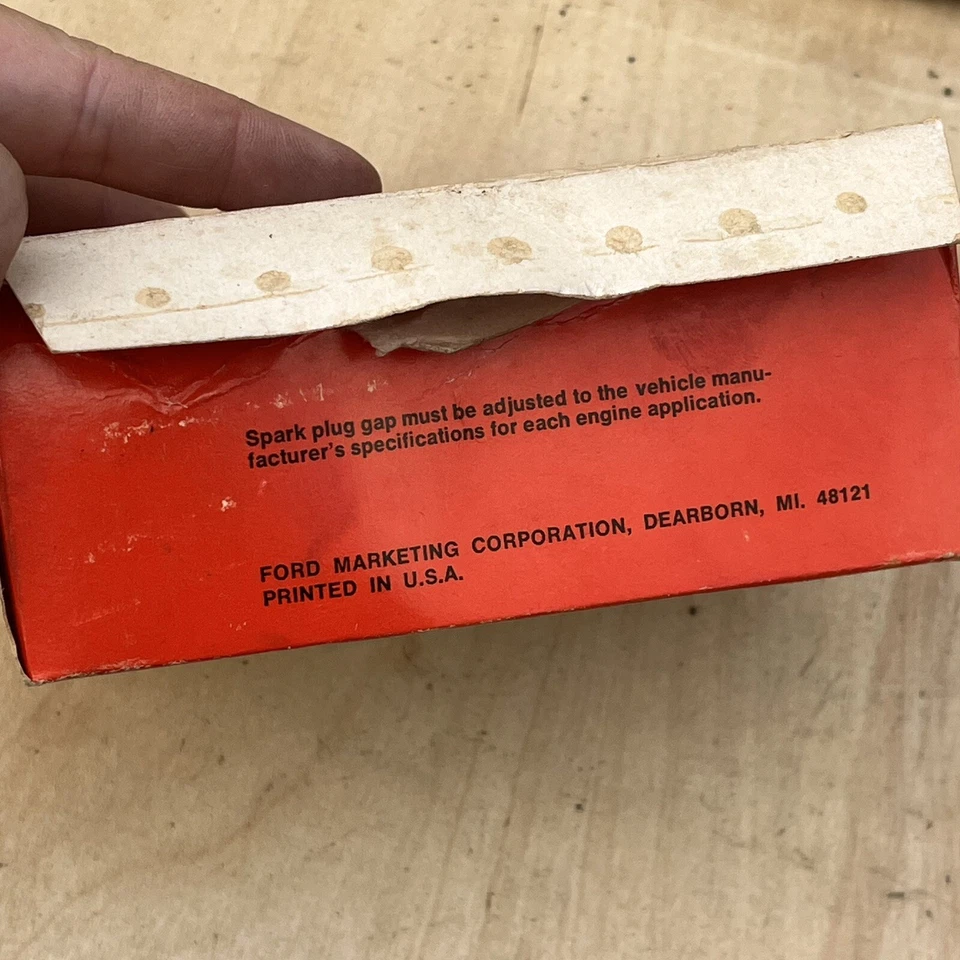 Spark plug gap must be adjusted to the vehicle manu-
facturer's specifications for each engine application.
FORD MARKETING CORPORATION, DEARBORN, MI. 48121
PRINTED IN U.S.A.